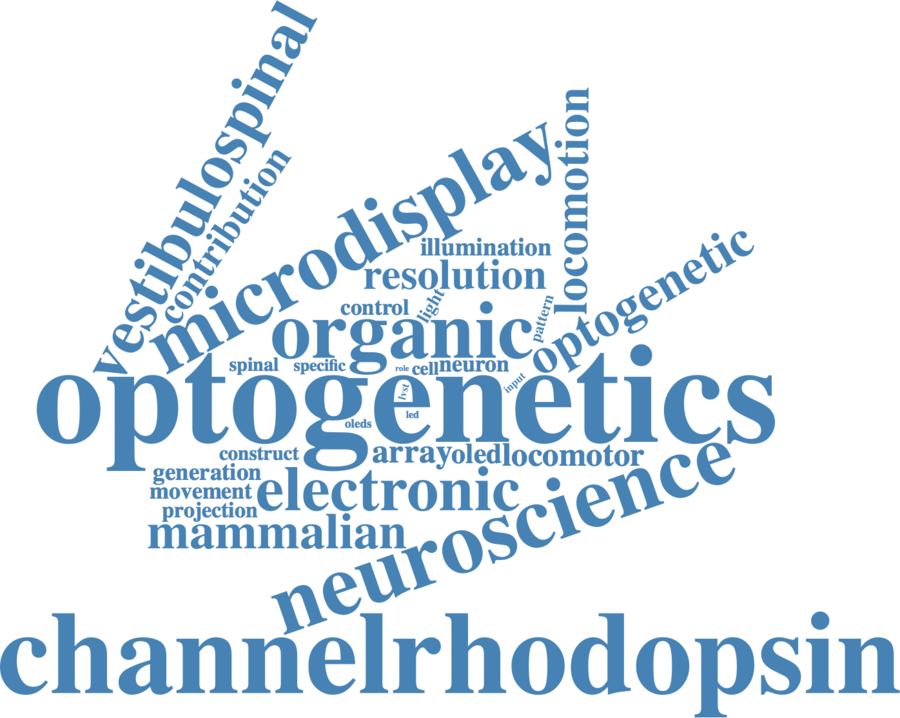 vestibulospinal
contribution
microdisplay
locomotion
illumination
resolution
optogenetic
control
light
pattern
organic
spinal
specific
role
cell
neuron
input
optogenetics
lvst
led
oleds
construct
array
oled
locomotor
generation
movement
electronic
projection
mammalian
neuroscience
channelrhodopsin